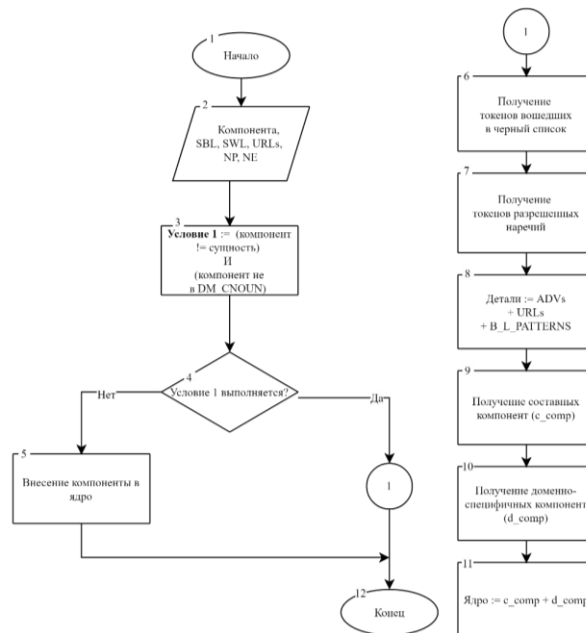 1
Начало
2
Компонента,
SBL, SWL, URLs,
NP, NE
3
Условие 1 := (компонент
!= сущность)
И
(компонент не
в DM_CNOUN)
4
Условие 1 выполняется?
Нет
Да
5
Внесение компоненты в
ядро
1
12
Конец
1
6
Получение
токенов вошедших
в черный список
7
Получение
токенов разрешенных
наречий
8
Детали := ADVs
+ URLs
+ B_L_PATTERNS
9
Получение составных
компонент (c_comp)
10
Получение доменно-
специфичных компонент
(d_comp)
11
Ядро := c_comp + d_comp